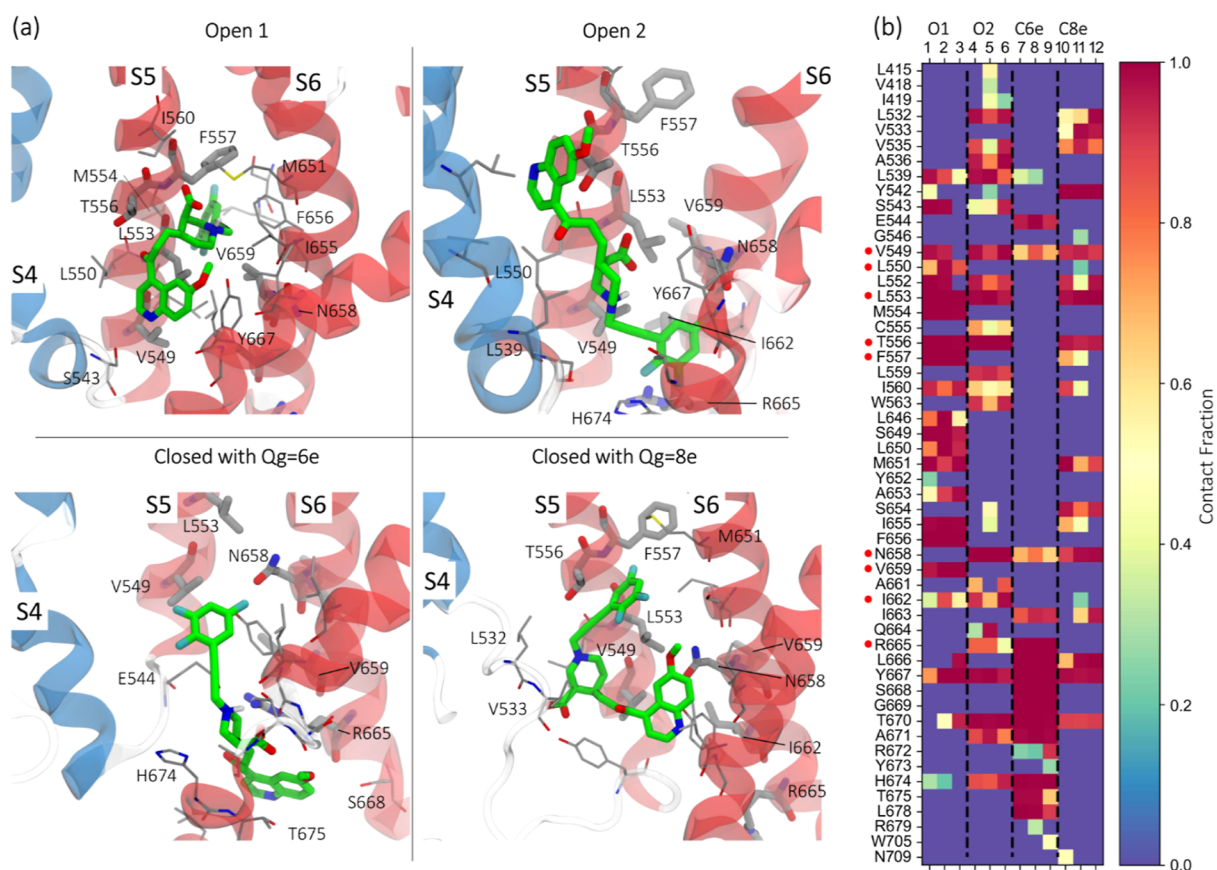 (a)
Open 1
S5
S6
I560
F557
M554
M651
T556
F656
L553
V659
I655
L550
S4
N658
Y667
V549
S543
Open 2
S5
S6
F557
T556
L553
V659
N658
L550
S4
Y667
L539
V549
I662
R665
H674
Closed with Qg=6e
S5
S6
L553
N658
V549
S4
E544
V659
R665
H674
S668
T675
Closed with Qg=8e
S5
S6
M651
T556
F557
S4
L553
L532
V549
V659
N658
V533
I662
R665
(b)
O1 O2 C6e C8e
1 2 3 4 5 6 7 8 9 10 11 12
L415
V418
I419
L532
V533
V535
A536
L539
Y542
S543
E544
G546
V549
L550
L552
L553
M554
C555
T556
F557
L559
I560
W563
L646
S649
L650
M651
Y652
A653
S654
I655
F656
N658
V659
A661
I662
I663
Q664
R665
L666
Y667
S668
G669
T670
A671
R672
Y673
H674
T675
L678
R679
W705
N709
1.0
0.8
0.6
0.4
0.2
0.0
Contact Fraction